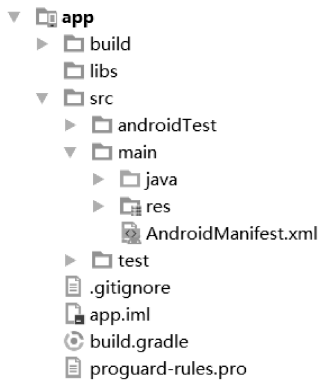 app
build
libs
src
androidTest
main
java
res
AndroidManifest.xml
test
.gitignore
app.iml
build.gradle
proguard-rules.pro